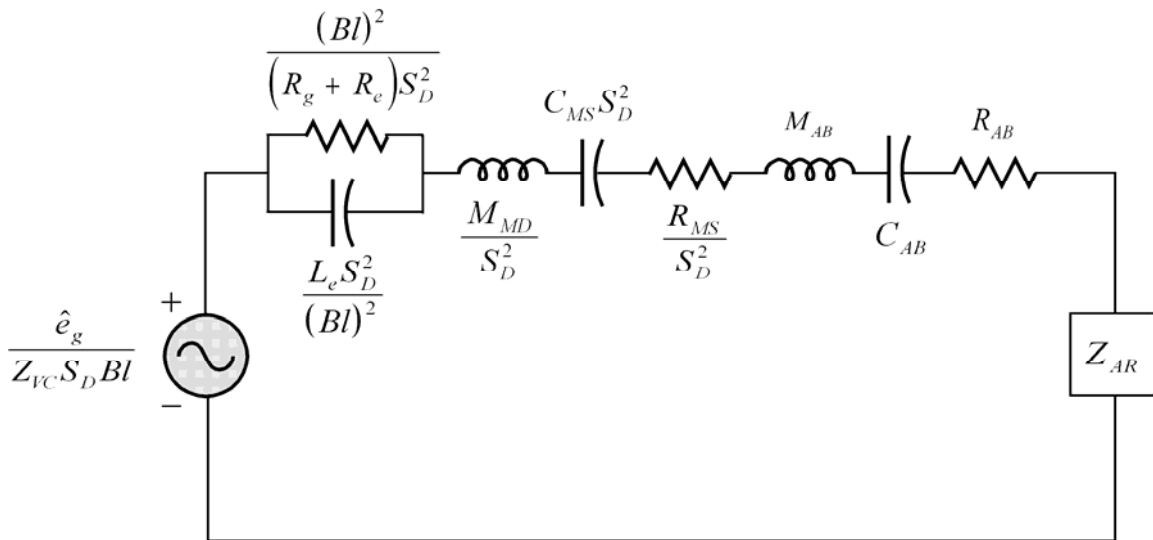 (Bl)^2
(R_g + R_e) S_D^2
C_MS S_D^2
M_AB
R_AB
+
M_MD
S_D^2
R_MS
S_D^2
C_AB
L_e S_D^2
(Bl)^2
ê_g
Z_VC S_D Bl
−
Z_AR